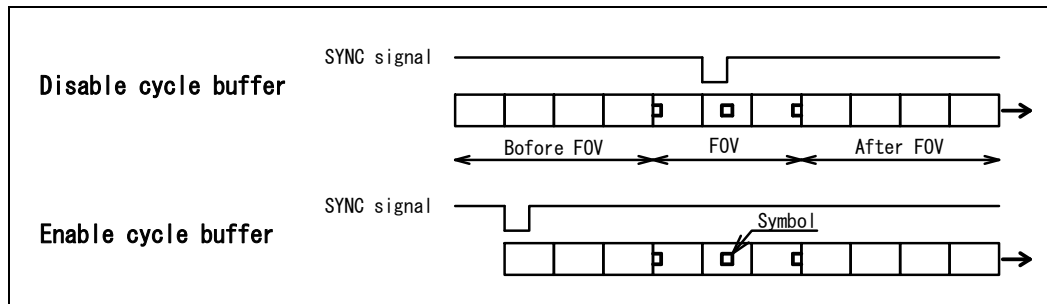 SYNC signal
Disable cycle buffer
Bofore FOV FOV After FOV
SYNC signal
Enable cycle buffer
Symbol